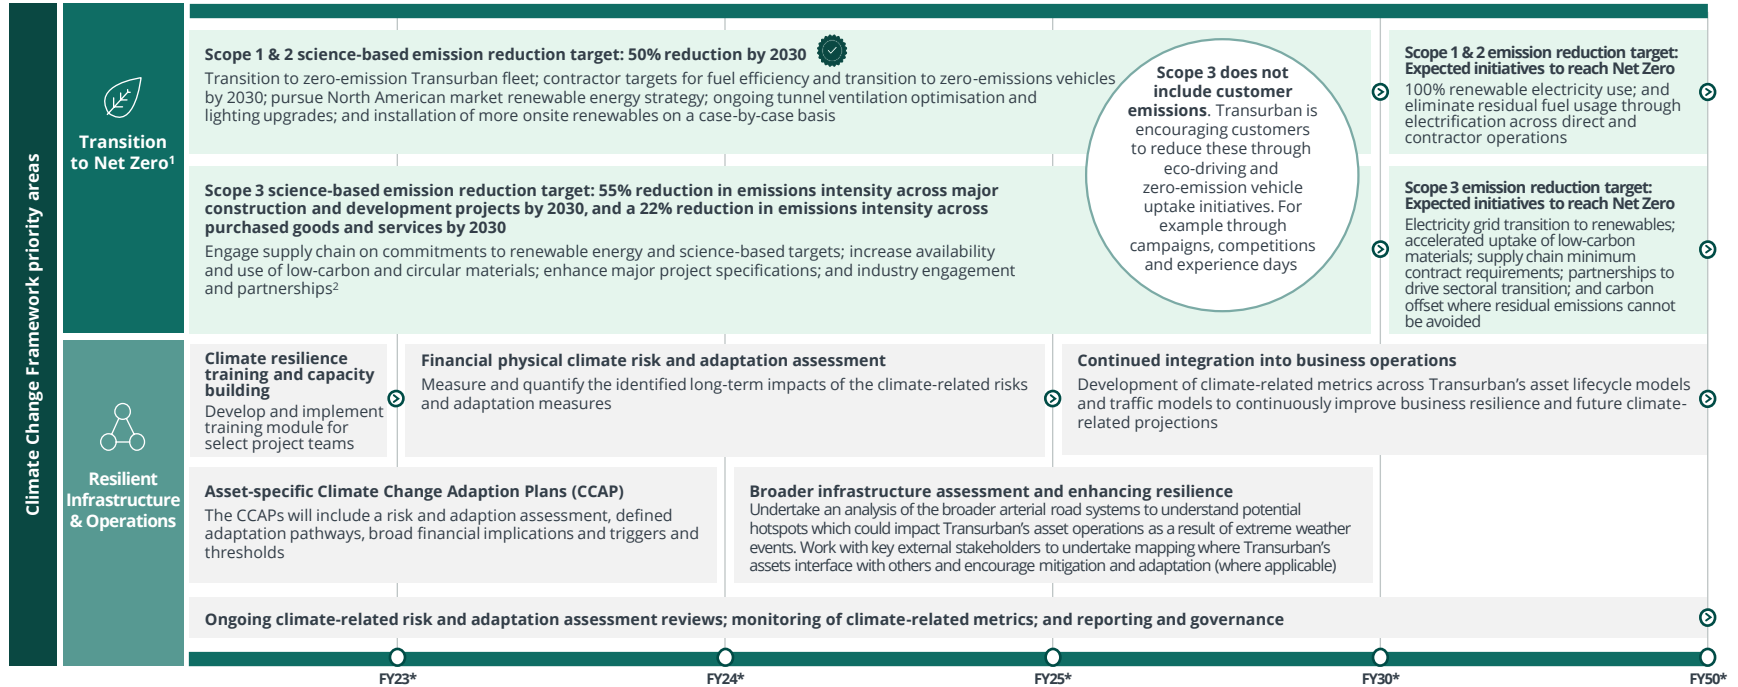 Climate Change Framework priority areas
Transition
to Net Zero¹
Scope 1 & 2 science-based emission reduction target: 50% reduction by 2030
Transition to zero-emission Transurban fleet; contractor targets for fuel efficiency and transition to zero-emissions vehicles
by 2030; pursue North American market renewable energy strategy; ongoing tunnel ventilation optimisation and
lighting upgrades; and installation of more onsite renewables on a case-by-case basis
Scope 3 does not
include customer
emissions. Transurban is
encouraging customers
to reduce these through
eco-driving and
zero-emission vehicle
uptake initiatives. For
example through
campaigns, competitions
and experience days
Scope 1 & 2 emission reduction target:
Expected initiatives to reach Net Zero
100% renewable electricity use; and
eliminate residual fuel usage through
electrification across direct and
contractor operations
Scope 3 science-based emission reduction target: 55% reduction in emissions intensity across major
construction and development projects by 2030, and a 22% reduction in emissions intensity across
purchased goods and services by 2030
Engage supply chain on commitments to renewable energy and science-based targets; increase availability
and use of low-carbon and circular materials; enhance major project specifications; and industry engagement
and partnerships²
Scope 3 emission reduction target:
Expected initiatives to reach Net Zero
Electricity grid transition to renewables;
accelerated uptake of low-carbon
materials; supply chain minimum
contract requirements; partnerships to
drive sectoral transition; and carbon
offset where residual emissions cannot
be avoided
Resilient
Infrastructure
& Operations
Climate resilience
training and capacity
building
Develop and implement
training module for
select project teams
Financial physical climate risk and adaptation assessment
Measure and quantify the identified long-term impacts of the climate-related risks
and adaptation measures
Continued integration into business operations
Development of climate-related metrics across Transurban's asset lifecycle models
and traffic models to continuously improve business resilience and future climate-
related projections
Asset-specific Climate Change Adaption Plans (CCAP)
The CCAPs will include a risk and adaption assessment, defined
adaptation pathways, broad financial implications and triggers and
thresholds
Broader infrastructure assessment and enhancing resilience
Undertake an analysis of the broader arterial road systems to understand potential
hotspots which could impact Transurban's asset operations as a result of extreme weather
events. Work with key external stakeholders to undertake mapping where Transurban's
assets interface with others and encourage mitigation and adaptation (where applicable)
Ongoing climate-related risk and adaptation assessment reviews; monitoring of climate-related metrics; and reporting and governance
FY23*
FY24*
FY25*
FY30*
FY50*